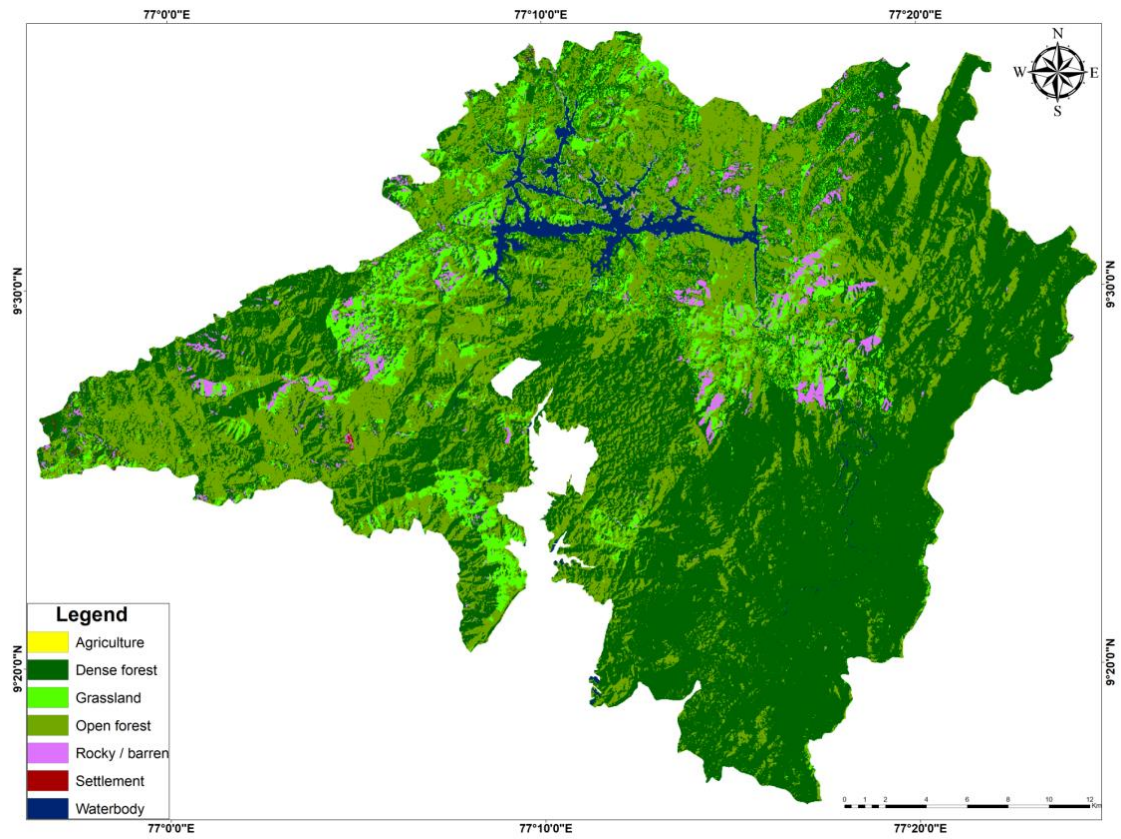 77°0'0"E 77°10'0"E 77°20'0"E
N
W E
S
9°30'0"N 9°30'0"N
9°20'0"N 9°20'0"N
Legend
Agriculture
Dense forest
Grassland
Open forest
Rocky / barren
Settlement
Waterbody
0 1 2 4 6 8 10 12
Km
77°0'0"E 77°10'0"E 77°20'0"E